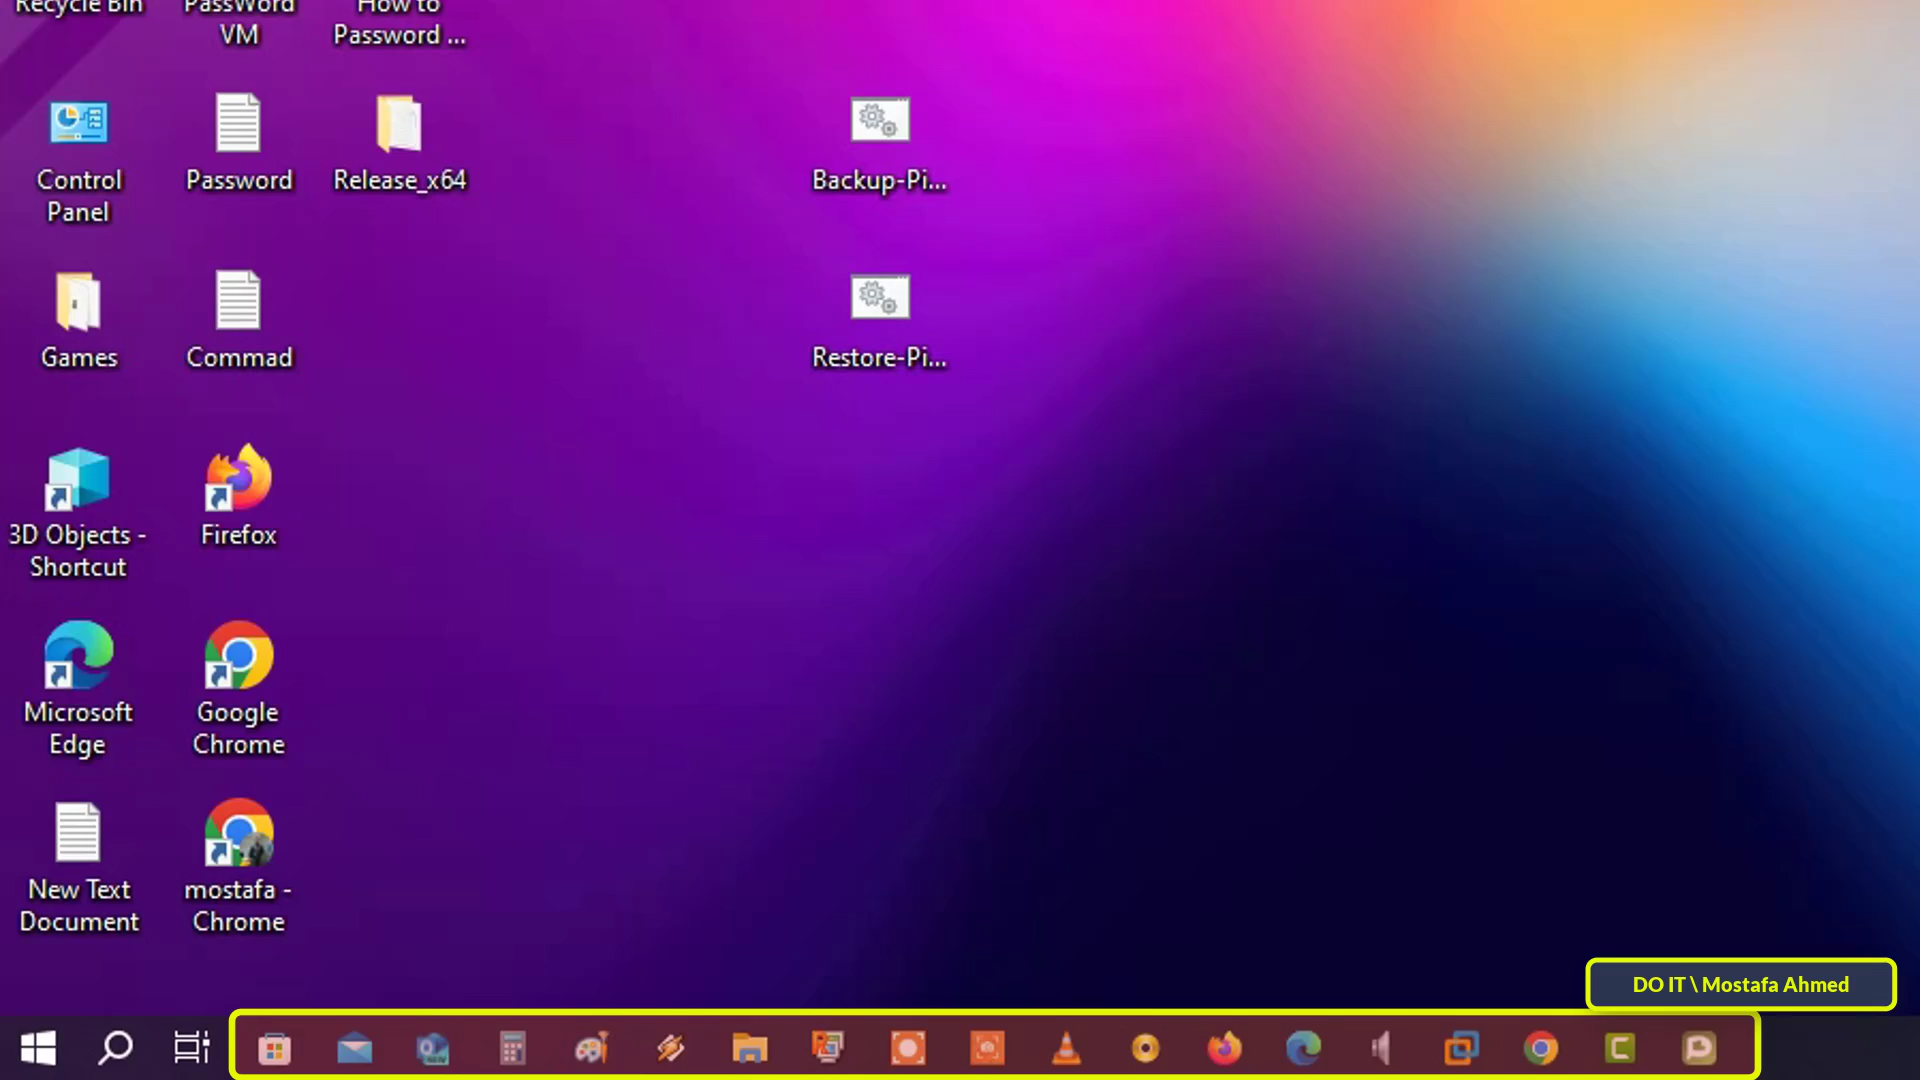 Recycle Bin
PassWord
VM
How to
Password ...
Control
Panel
Password
Release_x64
Backup-Pi...
Games
Commad
Restore-Pi...
3D Objects -
Shortcut
Firefox
Microsoft
Edge
Google
Chrome
New Text
Document
mostafa -
Chrome
DO IT \ Mostafa Ahmed